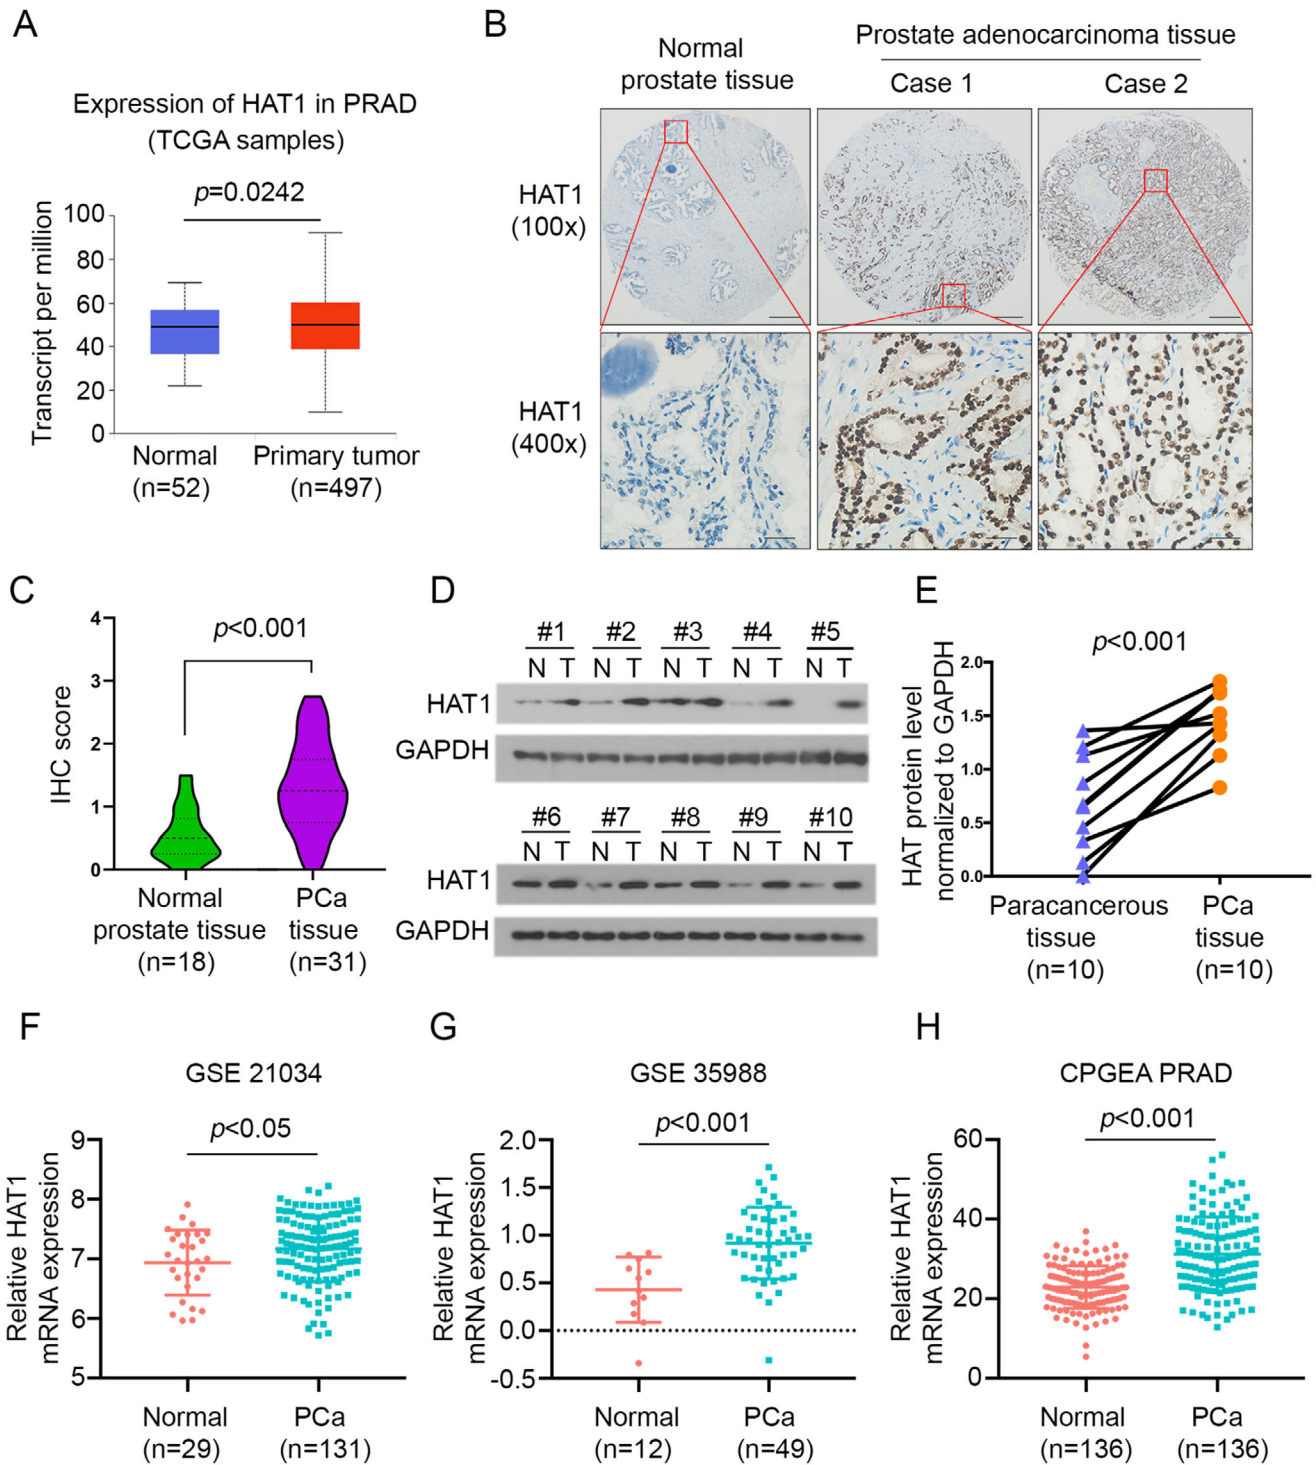 A
Expression of HAT1 in PRAD
(TCGA samples)
p=0.0242
Transcript per million
100
80
60
40
20
0
Normal
(n=52)
Primary tumor
(n=497)
B
Normal
prostate tissue
Prostate adenocarcinoma tissue
Case 1
Case 2
HAT1
(100x)
HAT1
(400x)
C
p<0.001
IHC score
4
3
2
1
0
Normal
prostate tissue
(n=18)
PCa
tissue
(n=31)
D
#1 #2 #3 #4 #5
N T N T N T N T N T
HAT1
GAPDH
#6 #7 #8 #9 #10
N T N T N T N T N T
HAT1
GAPDH
E
p<0.001
HAT protein level
normalized to GAPDH
2.0
1.5
1.0
0.5
0.0
Paracancerous
tissue
(n=10)
PCa
tissue
(n=10)
F
GSE 21034
p<0.05
Relative HAT1
mRNA expression
9
8
7
6
5
Normal
(n=29)
PCa
(n=131)
G
GSE 35988
p<0.001
Relative HAT1
mRNA expression
2.0
1.5
1.0
0.5
0.0
-0.5
Normal
(n=12)
PCa
(n=49)
H
CPGEA PRAD
p<0.001
Relative HAT1
mRNA expression
60
40
20
0
Normal
(n=136)
PCa
(n=136)